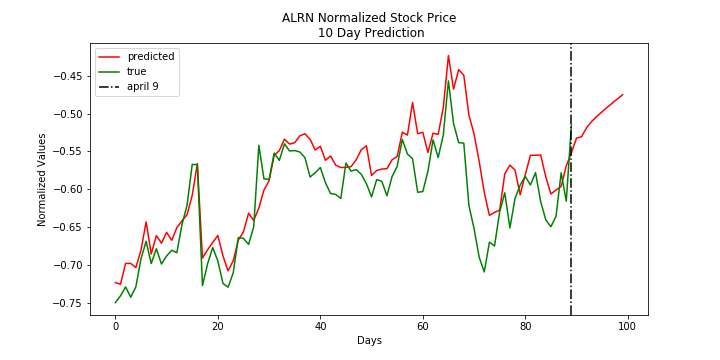 ALRN Normalized Stock Price
10 Day Prediction
predicted
true
april 9
Normalized Values
−0.45
−0.50
−0.55
−0.60
−0.65
−0.70
−0.75
0 20 40 60 80 100
Days